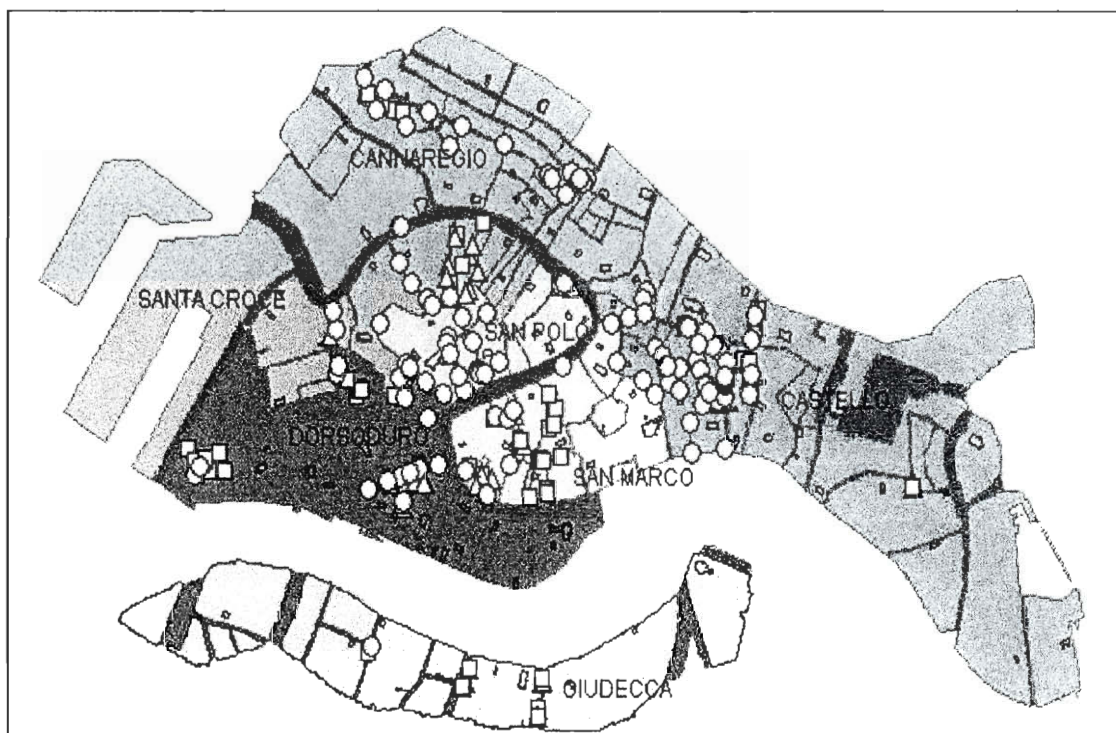 CANNAREGIO
SANTA CROCE
SAN POLO
CASTELLO
DORSODURO
SAN MARCO
GIUDECCA